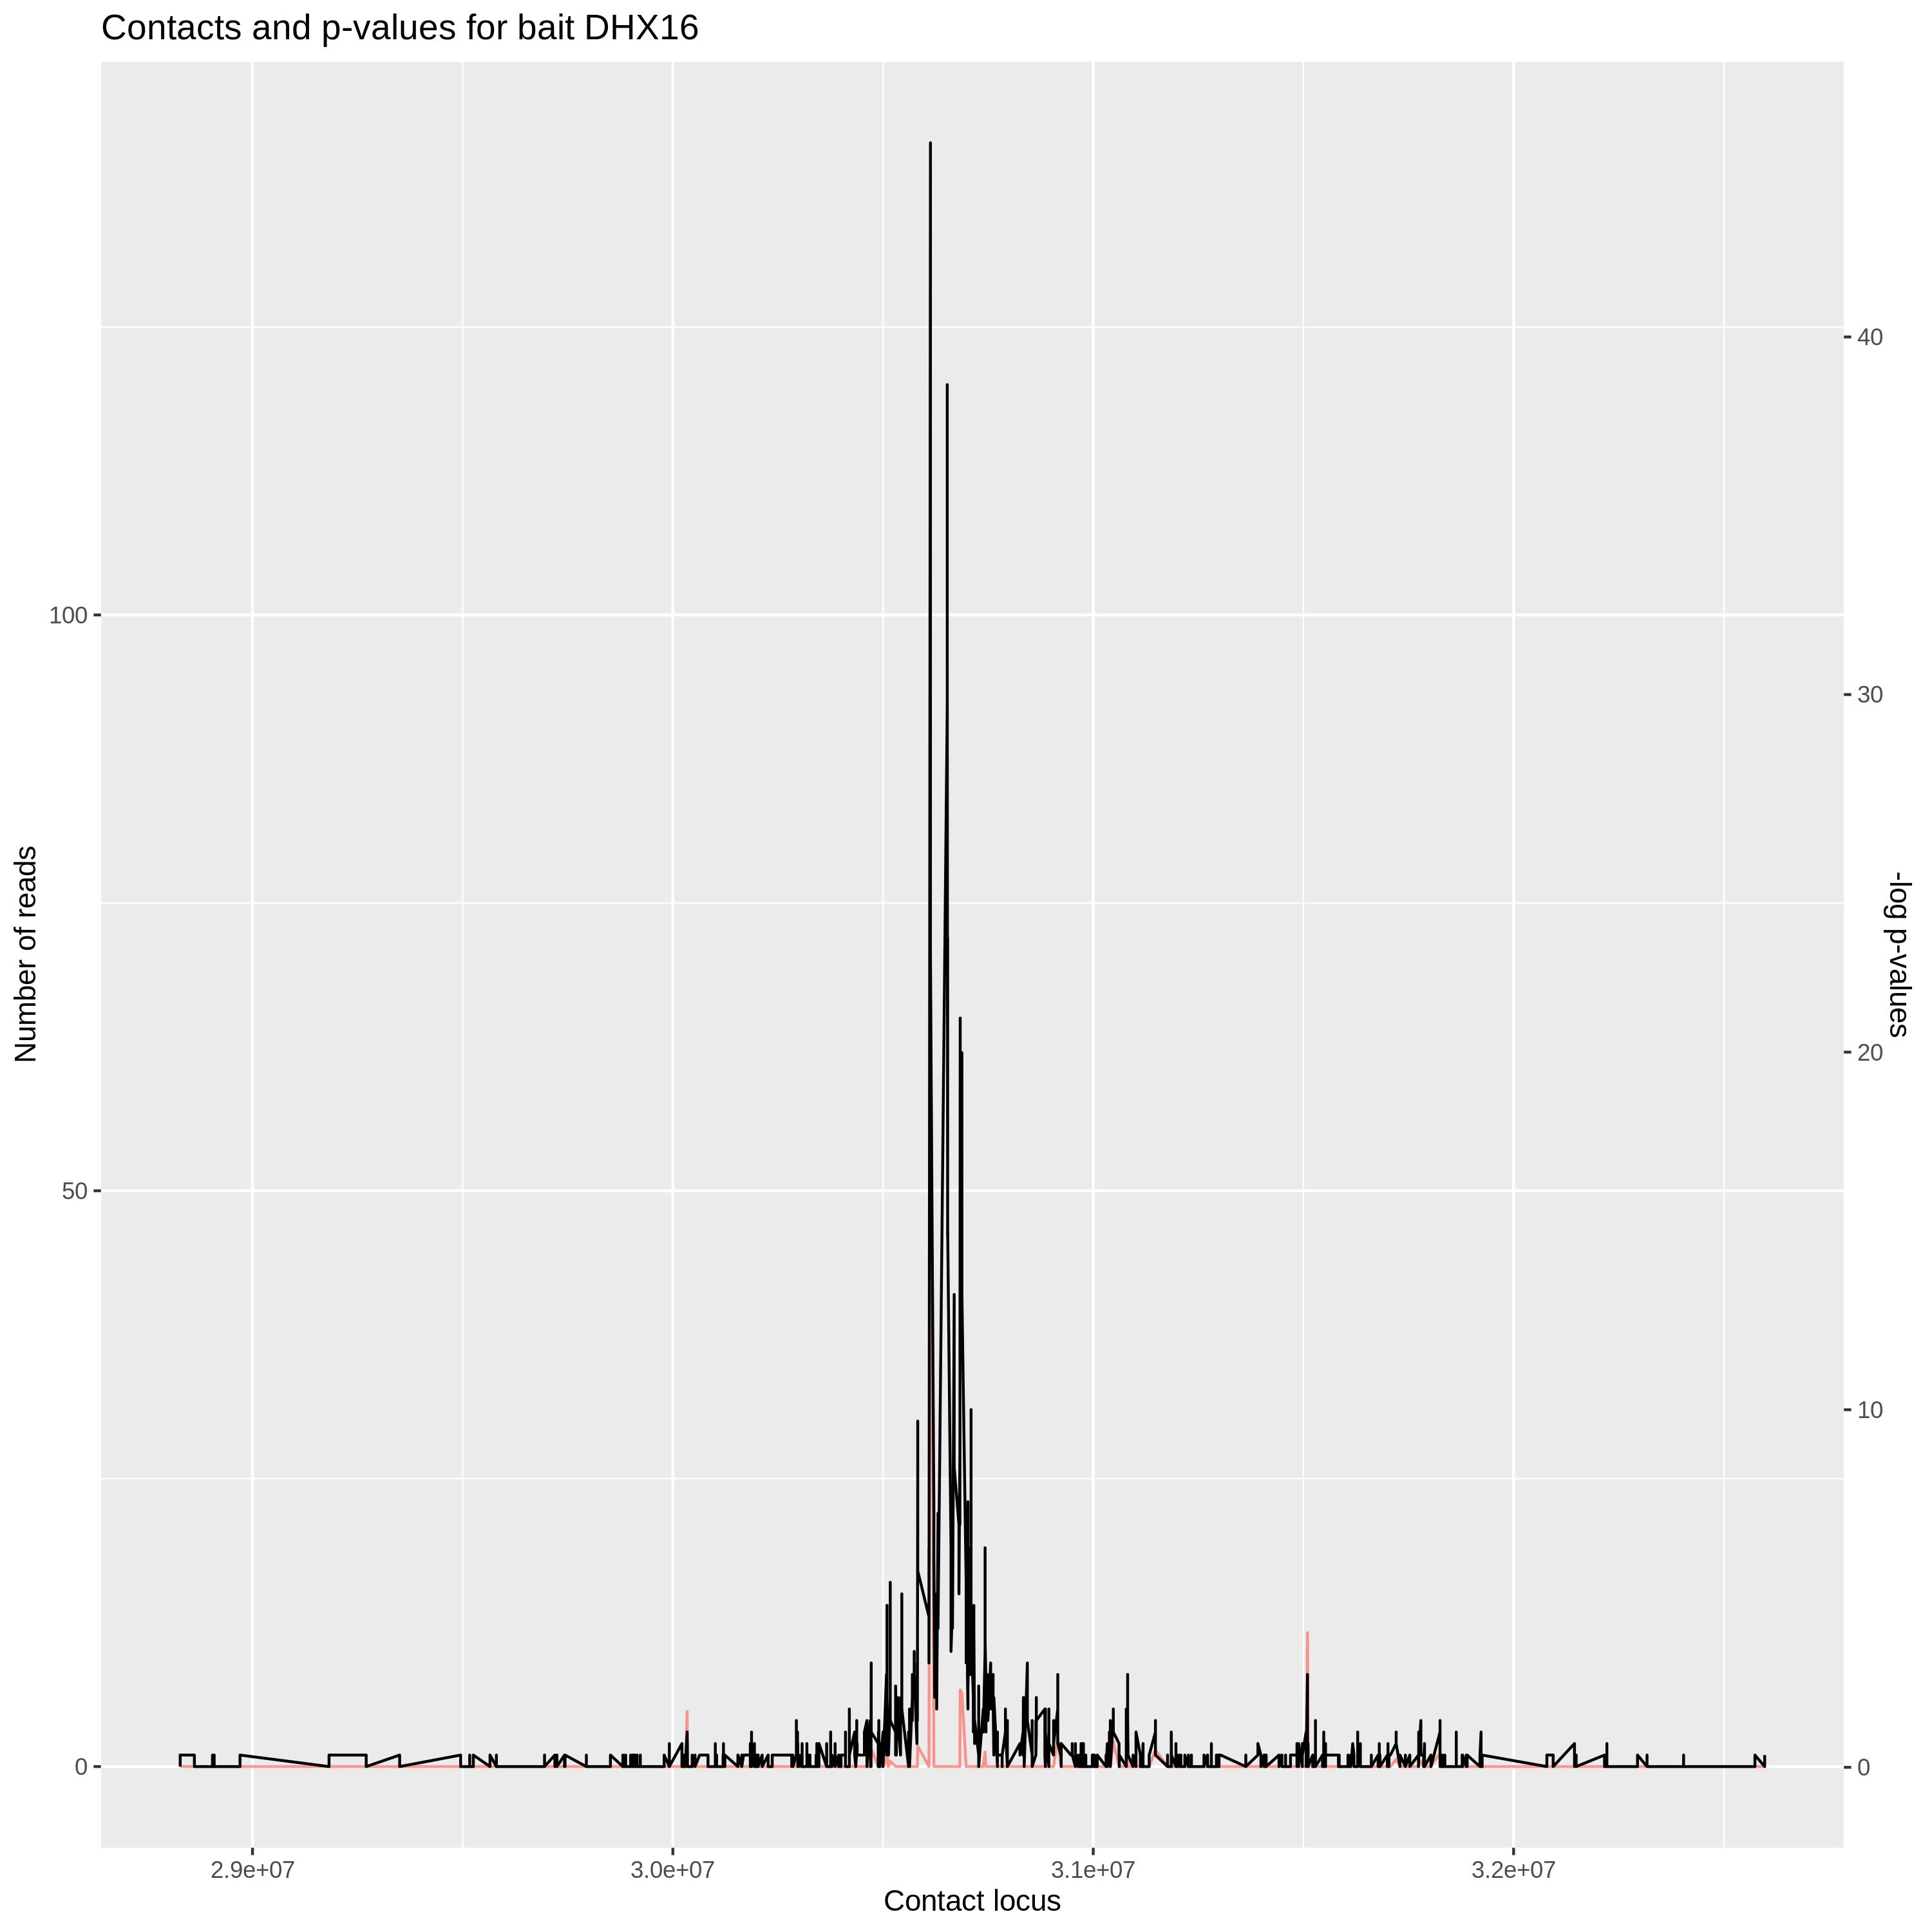 Contacts and p-values for bait DHX16
Number of reads
100
50
0
40
30
20
10
0
-log p-values
2.9e+07
3.0e+07
3.1e+07
3.2e+07
Contact locus